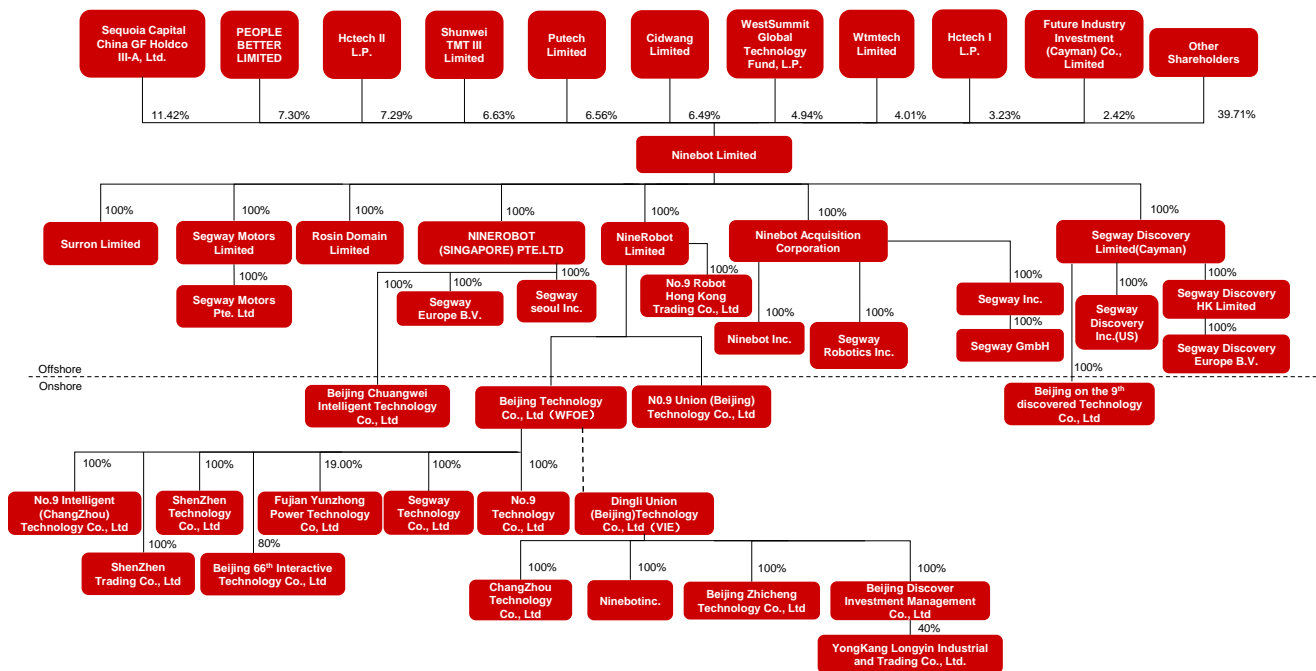 Sequoia Capital
China GF Holdco
III-A, Ltd.
PEOPLE
BETTER
LIMITED
Hctech II
L.P.
Shunwei
TMT III
Limited
Putech
Limited
Cidwang
Limited
WestSummit
Global
Technology
Fund, L.P.
Wtmtech
Limited
Hctech I
L.P.
Future Industry
Investment
(Cayman) Co.,
Limited
Other
Shareholders
11.42%
7.30%
7.29%
6.63%
6.56%
6.49%
4.94%
4.01%
3.23%
2.42%
39.71%
Ninebot Limited
100%
100%
100%
100%
100%
100%
100%
Surron Limited
Segway Motors
Limited
Rosin Domain
Limited
NINEROBOT
(SINGAPORE) PTE.LTD
NineRobot
Limited
Ninebot Acquisition
Corporation
Segway Discovery
Limited(Cayman)
100%
100%
100%
100%
100%
100%
100%
100%
100%
100%
Segway Motors
Pte. Ltd
Segway
Europe B.V.
Segway
seoul Inc.
No.9 Robot
Hong Kong
Trading Co., Ltd
Ninebot Inc.
Segway
Robotics Inc.
Segway Inc.
100%
Segway GmbH
Segway
Discovery
Inc.(US)
Segway Discovery
HK Limited
100%
Segway Discovery
Europe B.V.
100%
Offshore
Onshore
Beijing Chuangwei
Intelligent Technology
Co., Ltd
Beijing Technology
Co., Ltd（WFOE）
N0.9 Union (Beijing)
Technology Co., Ltd
Beijing on the 9th
discovered Technology
Co., Ltd
100%
100%
19.00%
100%
100%
No.9 Intelligent
(ChangZhou)
Technology Co., Ltd
ShenZhen
Technology
Co., Ltd
Fujian Yunzhong
Power Technology
Co, Ltd
Segway
Technology
Co., Ltd
No.9
Technology
Co., Ltd
Dingli Union
(Beijing)Technology
Co., Ltd（VIE）
100%
80%
ShenZhen
Trading Co., Ltd
Beijing 66th Interactive
Technology Co., Ltd
100%
100%
100%
100%
ChangZhou
Technology
Co., Ltd
Ninebotinc.
Beijing Zhicheng
Technology Co., Ltd
Beijing Discover
Investment Management
Co., Ltd
40%
YongKang Longyin Industrial
and Trading Co., Ltd.